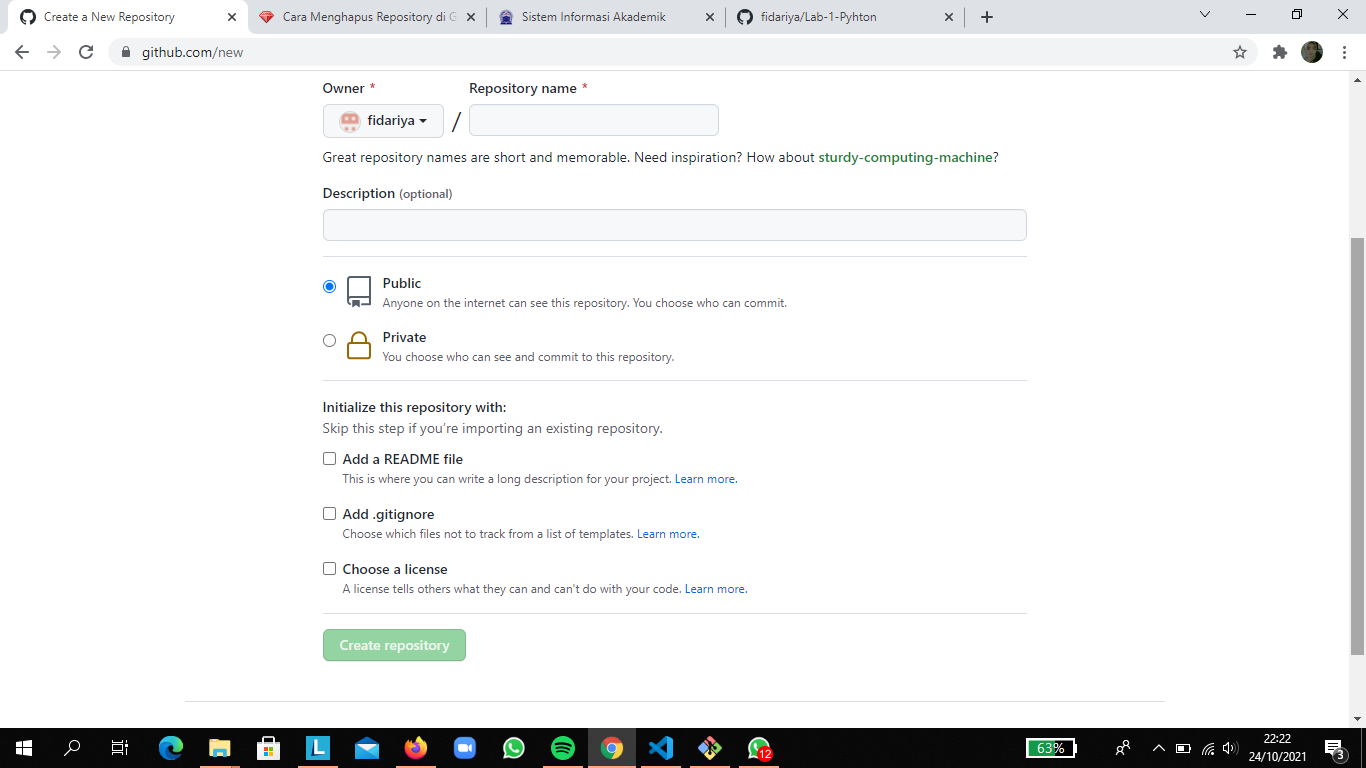 Create a New Repository
Cara Menghapus Repository di G
Sistem Informasi Akademik
fidariya/Lab-1-Pyhton
github.com/new
Owner *
Repository name *
fidariya
/
Great repository names are short and memorable. Need inspiration? How about sturdy-computing-machine?
Description (optional)
Public
Anyone on the internet can see this repository. You choose who can commit.
Private
You choose who can see and commit to this repository.
Initialize this repository with:
Skip this step if you’re importing an existing repository.
Add a README file
This is where you can write a long description for your project. Learn more.
Add .gitignore
Choose which files not to track from a list of templates. Learn more.
Choose a license
A license tells others what they can and can't do with your code. Learn more.
Create repository
L
12
63%
22:22
24/10/2021
3